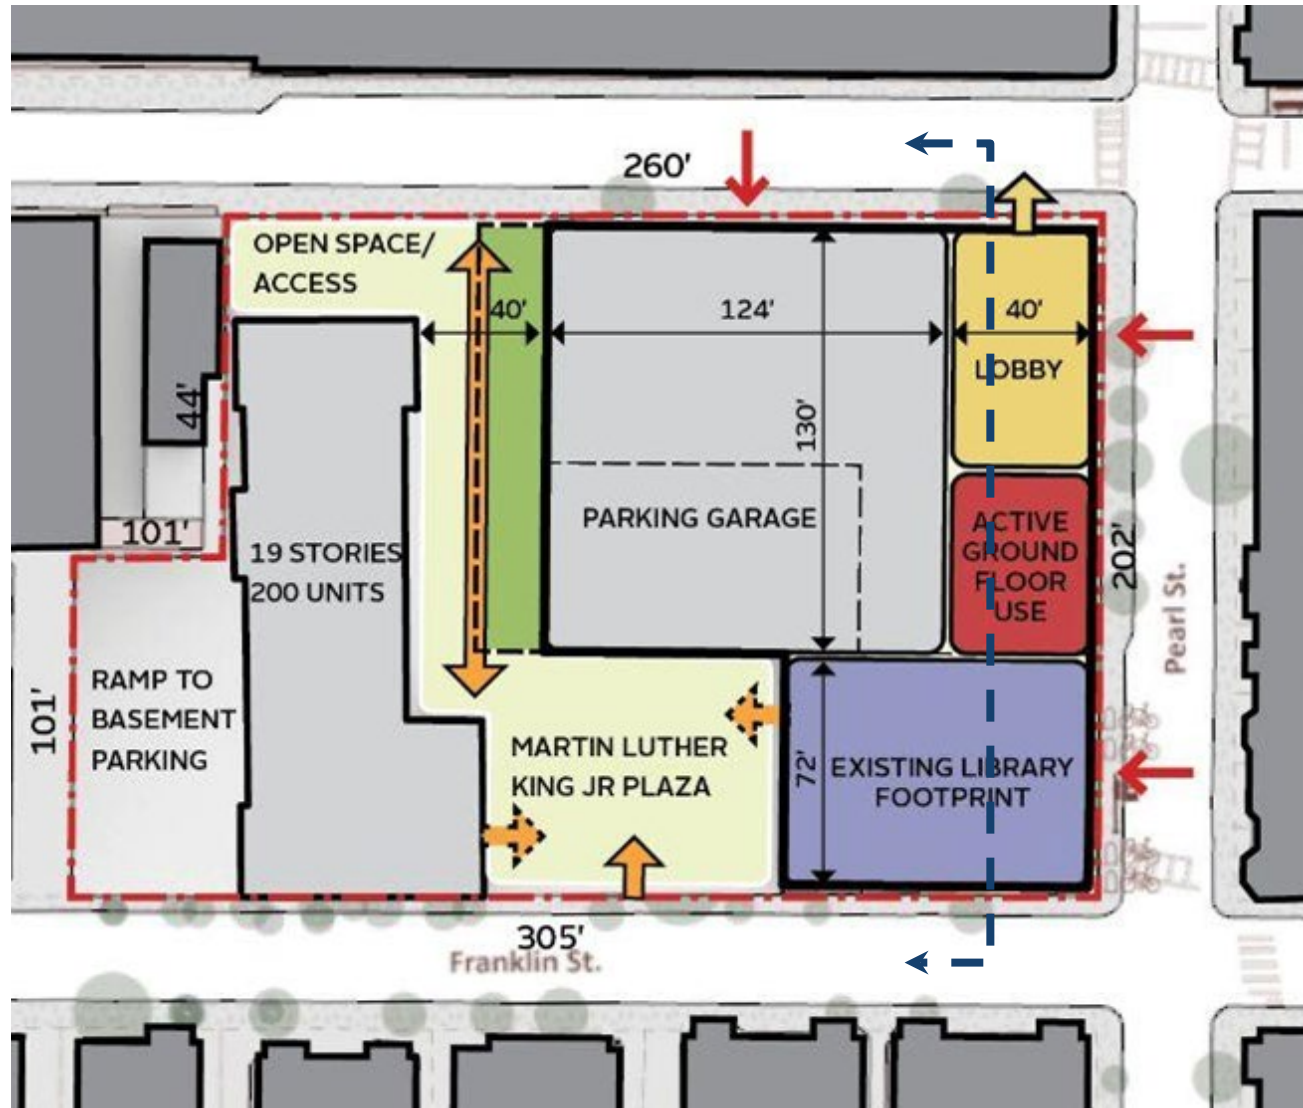 260'
OPEN SPACE/
ACCESS
40'
124'
40'
LOBBY
44'
130'
101'
19 STORIES
200 UNITS
PARKING GARAGE
ACTIVE
GROUND
FLOOR
USE
202'
Pearl St.
RAMP TO
BASEMENT
PARKING
101'
MARTIN LUTHER
KING JR PLAZA
72'
EXISTING LIBRARY
FOOTPRINT
305'
Franklin St.